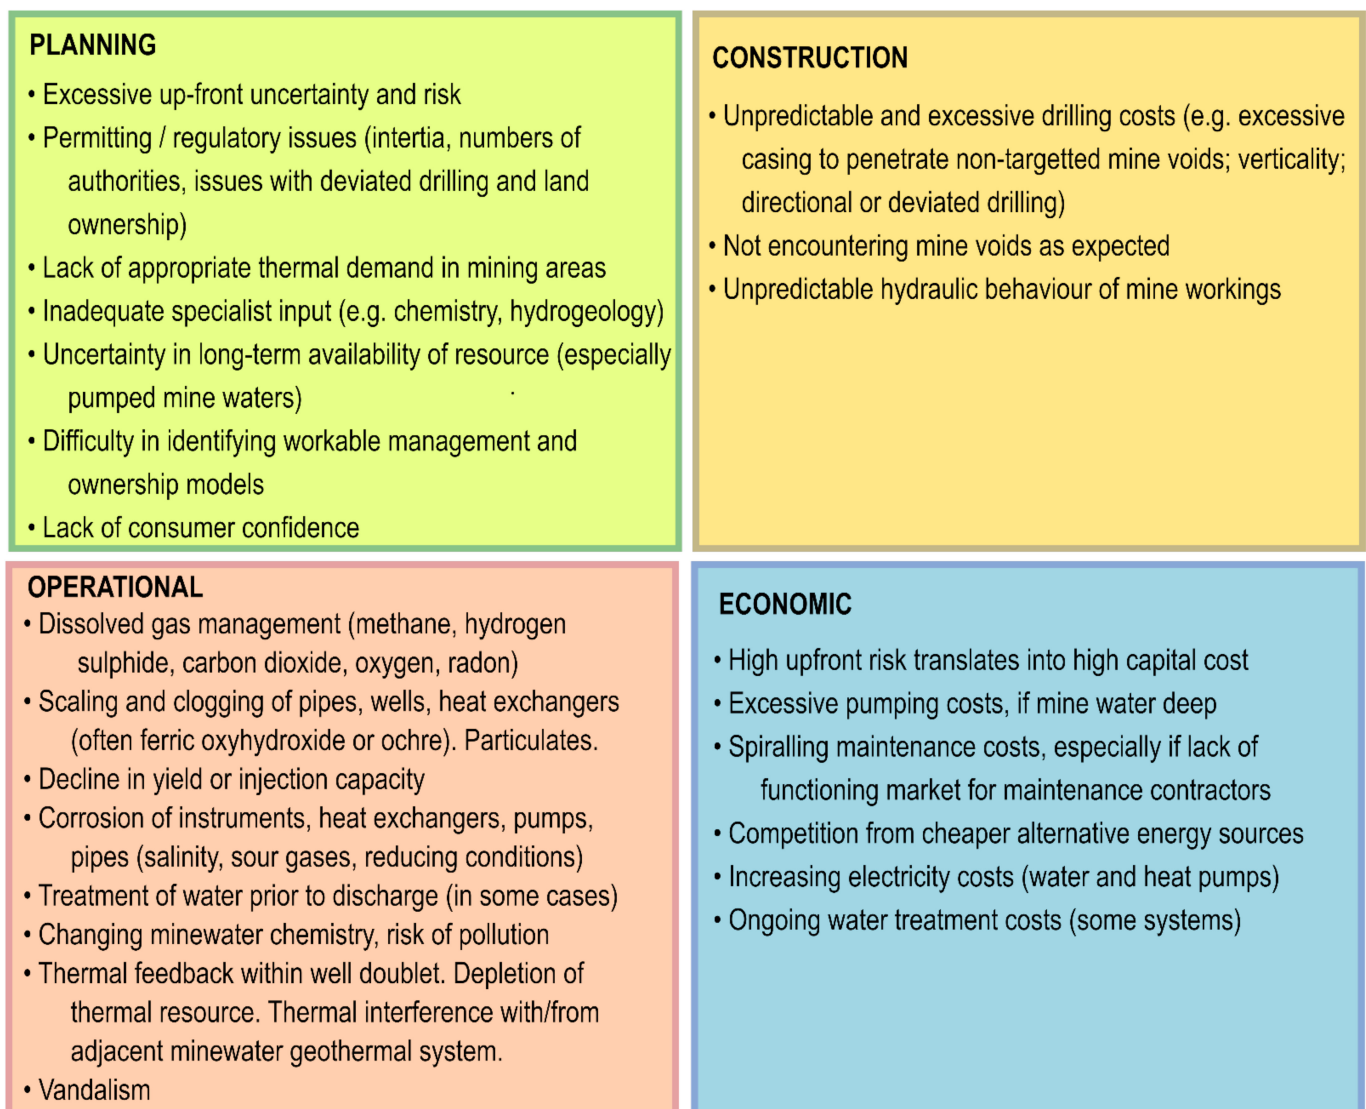 PLANNING
• Excessive up-front uncertainty and risk
• Permitting / regulatory issues (intertia, numbers of
authorities, issues with deviated drilling and land
ownership)
• Lack of appropriate thermal demand in mining areas
• Inadequate specialist input (e.g. chemistry, hydrogeology)
• Uncertainty in long-term availability of resource (especially
pumped mine waters)
• Difficulty in identifying workable management and
ownership models
• Lack of consumer confidence
CONSTRUCTION
• Unpredictable and excessive drilling costs (e.g. excessive
casing to penetrate non-targetted mine voids; verticality;
directional or deviated drilling)
• Not encountering mine voids as expected
• Unpredictable hydraulic behaviour of mine workings
OPERATIONAL
• Dissolved gas management (methane, hydrogen
sulphide, carbon dioxide, oxygen, radon)
• Scaling and clogging of pipes, wells, heat exchangers
(often ferric oxyhydroxide or ochre). Particulates.
• Decline in yield or injection capacity
• Corrosion of instruments, heat exchangers, pumps,
pipes (salinity, sour gases, reducing conditions)
• Treatment of water prior to discharge (in some cases)
• Changing minewater chemistry, risk of pollution
• Thermal feedback within well doublet. Depletion of
thermal resource. Thermal interference with/from
adjacent minewater geothermal system.
• Vandalism
ECONOMIC
• High upfront risk translates into high capital cost
• Excessive pumping costs, if mine water deep
• Spiralling maintenance costs, especially if lack of
functioning market for maintenance contractors
• Competition from cheaper alternative energy sources
• Increasing electricity costs (water and heat pumps)
• Ongoing water treatment costs (some systems)